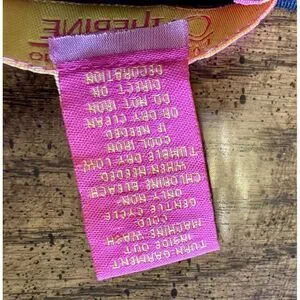 TURN GARMENT
INSIDE OUT
MACHINE WASH
COLD
GENTLE CYCLE
ONLY NON-
CHLORINE BLEACH
WHEN NEEDED
TUMBLE DRY LOW
COOL IRON
IF NEEDED
OR DRY CLEAN
DO NOT IRON
DIRECT ON
DECORATION
THERINE